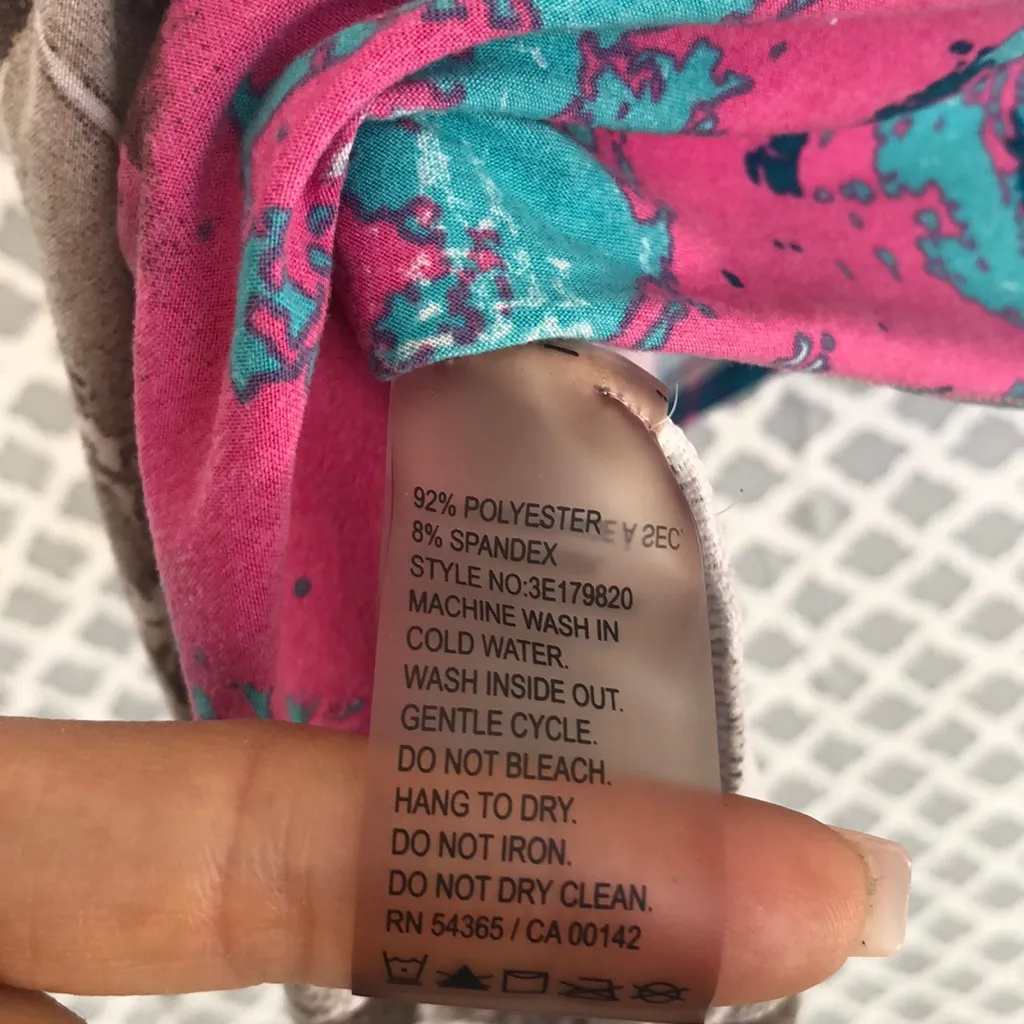 92% POLYESTER
8% SPANDEX
STYLE NO:3E179820
MACHINE WASH IN
COLD WATER.
WASH INSIDE OUT.
GENTLE CYCLE.
DO NOT BLEACH.
HANG TO DRY.
DO NOT IRON.
DO NOT DRY CLEAN.
RN 54365 / CA 00142